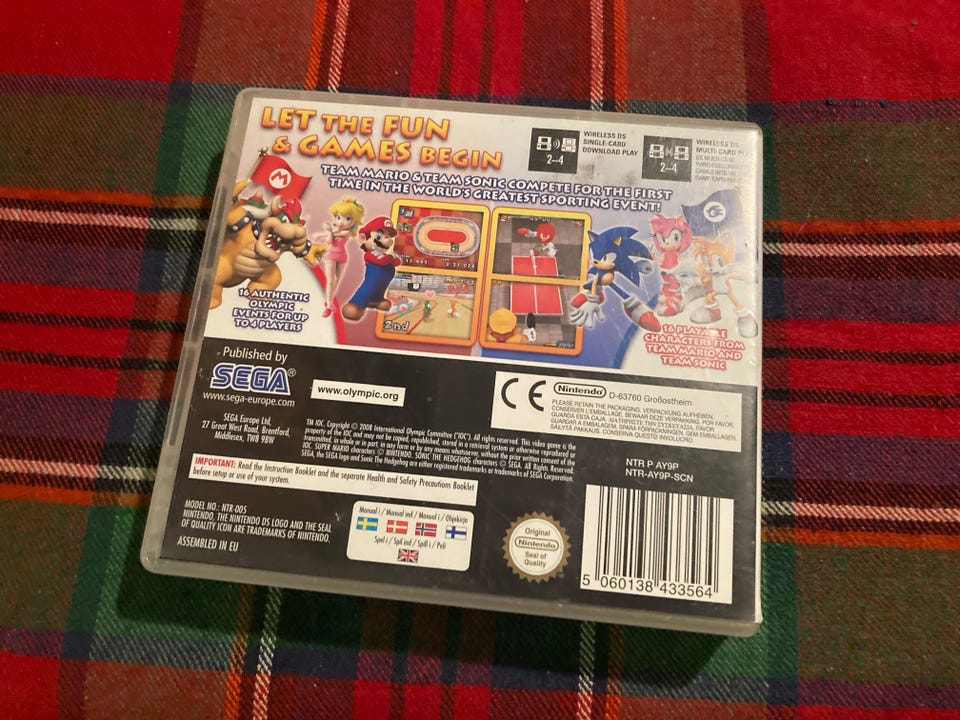 LET THE FUN
& GAMES BEGIN
WIRELESS DS
SINGLE-CARD
DOWNLOAD PLAY
2–4
WIRELESS DS
MULTI-CARD
2–4
TEAM MARIO & TEAM SONIC COMPETE FOR THE FIRST
TIME IN THE WORLD'S GREATEST SPORTING EVENT!
M
2nd
16 AUTHENTIC
OLYMPIC
EVENTS FOR UP
TO 4 PLAYERS
16 PLAYABLE
CHARACTERS FROM
TEAM MARIO AND
TEAM SONIC
Published by
SEGA®
www.sega-europe.com
SEGA Europe Ltd.
27 Great West Road, Brentford,
Middlesex, TW8 9BW
www.olympic.org
CE
Nintendo
D-63760 Großostheim
PLEASE RETAIN THE PACKAGING. VERPACKUNG AUFHEBEN.
CONSERVER L'EMBALLAGE. BEWAAR DEZE VERPAKKING. POR FAVOR,
GUARDA ESTA CAJA. ΜΑΡΑΤΗΡΗΣΤΕ ΤΗΝ ΣΥΣΚΕΥΑΣΙΑ. FAVOR
GUARDAR A EMBALAGEM. SPARA FÖRPACKNINGEN. GEM EMBALLAGEN.
SÄILYTÄ PAKKAUS. CONSERVA QUESTO INVOLUCRO.
TM IOC. Copyright © 2008 International Olympic Committee ("IOC"). All rights reserved. This video game is the
property of the IOC and may not be copied, republished, stored in a retrieval system or otherwise reproduced or
transmitted, in whole or in part, in any form or by any means whatsoever, without the prior written consent of the
IOC. SUPER MARIO characters © NINTENDO. SONIC THE HEDGEHOG characters © SEGA. All Rights Reserved.
SEGA, the SEGA logo and Sonic The Hedgehog are either registered trademarks or trademarks of SEGA Corporation.
IMPORTANT: Read the Instruction Booklet and the separate Health and Safety Precautions Booklet
before setup or use of your system.
NTR P AY9P
NTR-AY9P-SCN
MODEL NO.: NTR-005
NINTENDO, THE NINTENDO DS LOGO AND THE SEAL
OF QUALITY ICON ARE TRADEMARKS OF NINTENDO.
ASSEMBLED IN EU
Manual i / Manual ind / Manual i / Ohjekirja
Spel i / Spil ind / Spill i / Peli
Original
Nintendo
Seal of
Quality
5 060138 433564